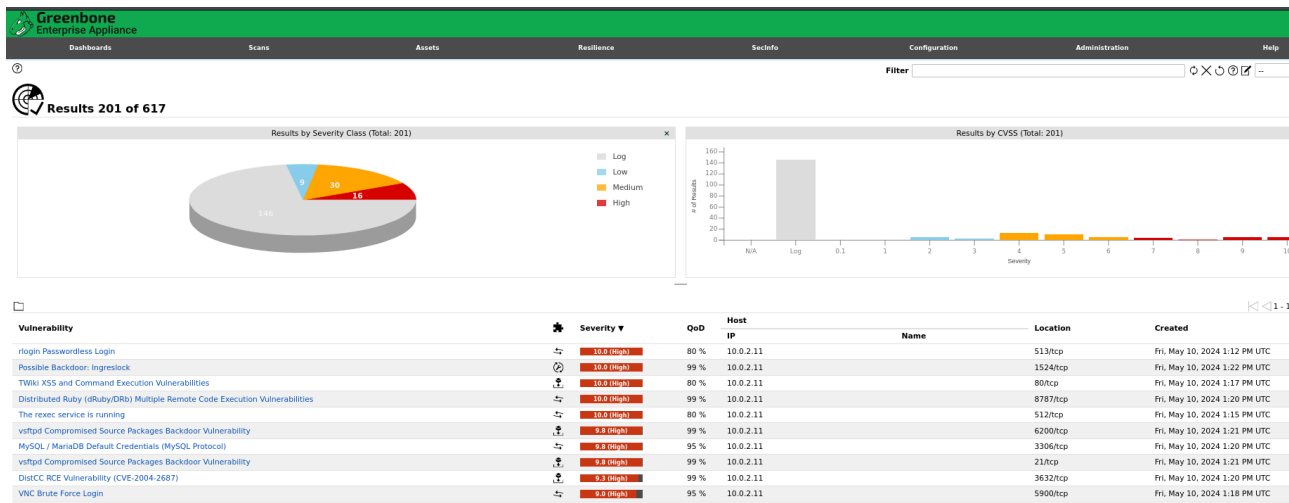 Greenbone
Enterprise Appliance
Dashboards Scans Assets Resilience SecInfo Configuration Administration Help
Filter --
Results 201 of 617
Results by Severity Class (Total: 201) ×
9
30
16
146
Log
Low
Medium
High
Results by CVSS (Total: 201)
160
140
120
100
80
60
40
20
0
# of Results
N/A Log 0.1 1 2 3 4 5 6 7 8 9 10
Severity
1 - 1
Vulnerability Severity ▼ QoD Host Location Created
IP Name
rlogin Passwordless Login 10.0 (High) 80 % 10.0.2.11 513/tcp Fri, May 10, 2024 1:12 PM UTC
Possible Backdoor: Ingreslock 10.0 (High) 99 % 10.0.2.11 1524/tcp Fri, May 10, 2024 1:22 PM UTC
TWiki XSS and Command Execution Vulnerabilities 10.0 (High) 80 % 10.0.2.11 80/tcp Fri, May 10, 2024 1:17 PM UTC
Distributed Ruby (dRuby/DRb) Multiple Remote Code Execution Vulnerabilities 10.0 (High) 99 % 10.0.2.11 8787/tcp Fri, May 10, 2024 1:20 PM UTC
The rexec service is running 10.0 (High) 80 % 10.0.2.11 512/tcp Fri, May 10, 2024 1:15 PM UTC
vsftpd Compromised Source Packages Backdoor Vulnerability 9.8 (High) 99 % 10.0.2.11 6200/tcp Fri, May 10, 2024 1:21 PM UTC
MySQL / MariaDB Default Credentials (MySQL Protocol) 9.8 (High) 95 % 10.0.2.11 3306/tcp Fri, May 10, 2024 1:20 PM UTC
vsftpd Compromised Source Packages Backdoor Vulnerability 9.8 (High) 99 % 10.0.2.11 21/tcp Fri, May 10, 2024 1:21 PM UTC
DistCC RCE Vulnerability (CVE-2004-2687) 9.3 (High) 99 % 10.0.2.11 3632/tcp Fri, May 10, 2024 1:20 PM UTC
VNC Brute Force Login 9.0 (High) 95 % 10.0.2.11 5900/tcp Fri, May 10, 2024 1:18 PM UTC